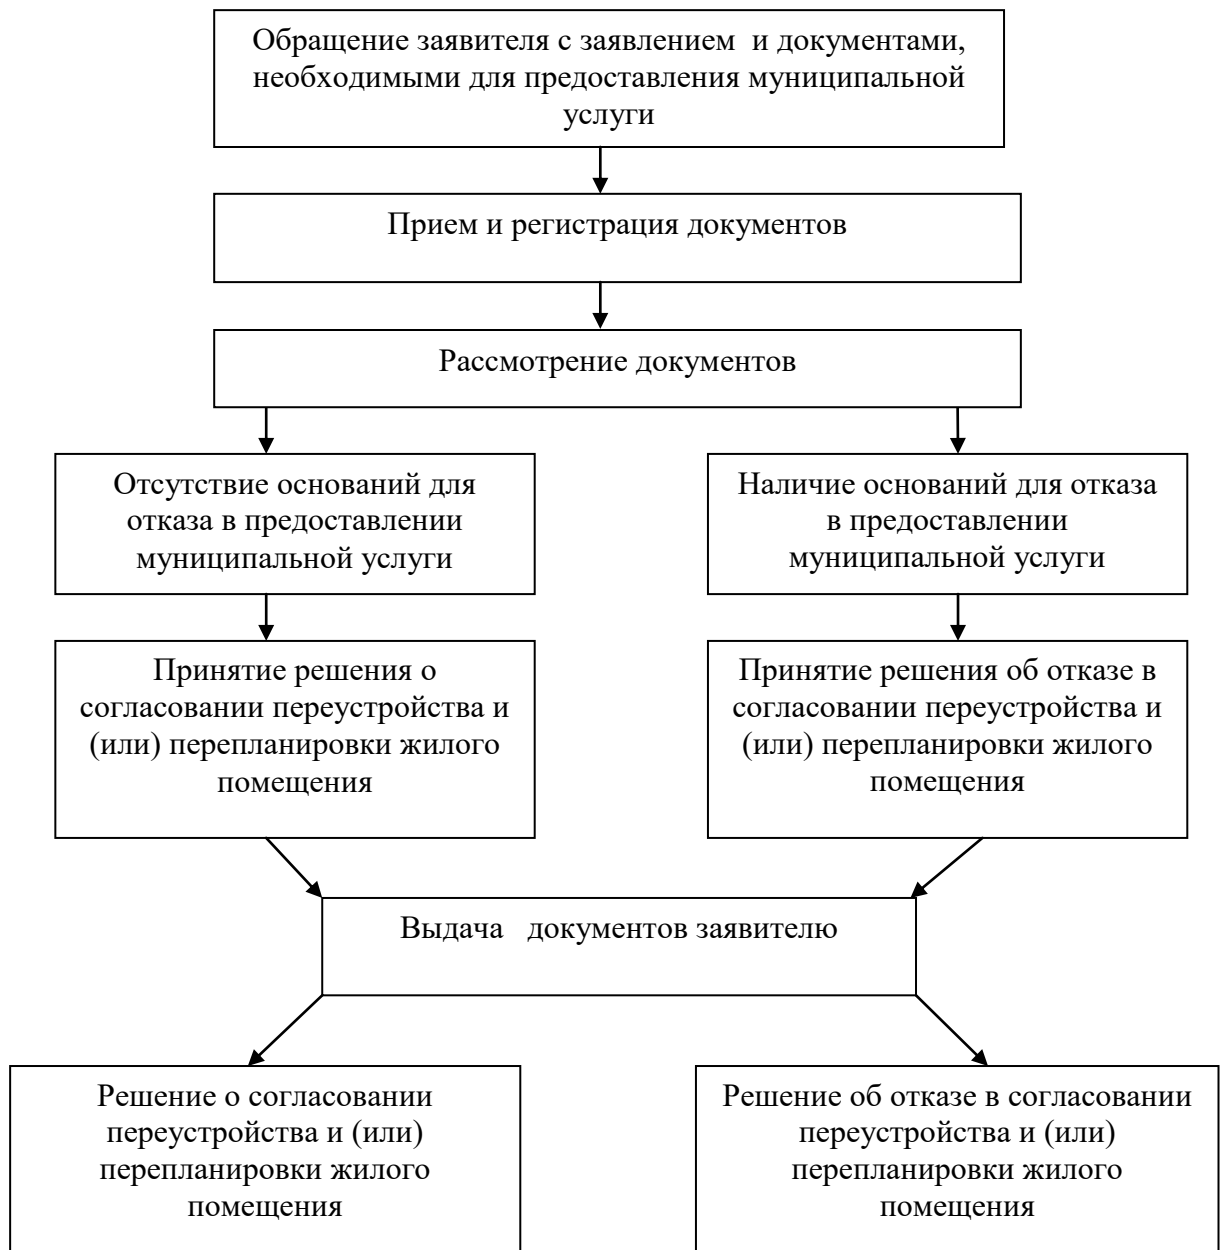 Обращение заявителя с заявлением  и документами,
необходимыми для предоставления муниципальной
услуги
Прием и регистрация документов
Рассмотрение документов
Отсутствие оснований для
отказа в предоставлении
муниципальной услуги
Наличие оснований для отказа
в предоставлении
муниципальной услуги
Принятие решения о
согласовании переустройства и
(или) перепланировки жилого
помещения
Принятие решения об отказе в
согласовании переустройства и
(или) перепланировки жилого
помещения
Выдача   документов заявителю
Решение о согласовании
переустройства и (или)
перепланировки жилого
помещения
Решение об отказе в согласовании
переустройства и (или)
перепланировки жилого
помещения